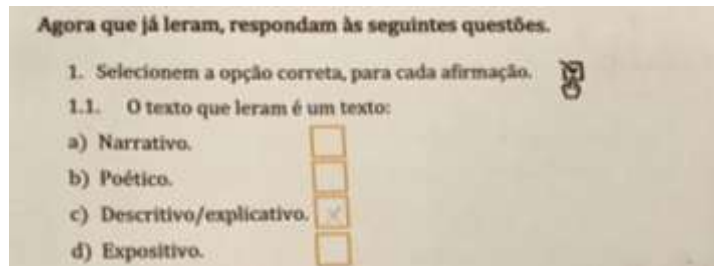 Agora que já leram, respondam às seguintes questões.
1. Selecionem a opção correta, para cada afirmação.
1.1. O texto que leram é um texto:
a) Narrativo.
b) Poético.
c) Descritivo/explicativo. X
d) Expositivo.